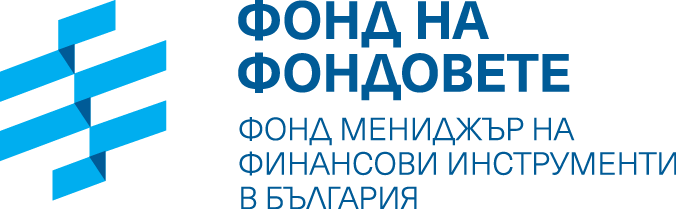 ФОНД НА
ФОНДОВЕТЕ
ФОНД МЕНИДЖЪР НА
ФИНАНСОВИ ИНСТРУМЕНТИ
В БЪЛГАРИЯ